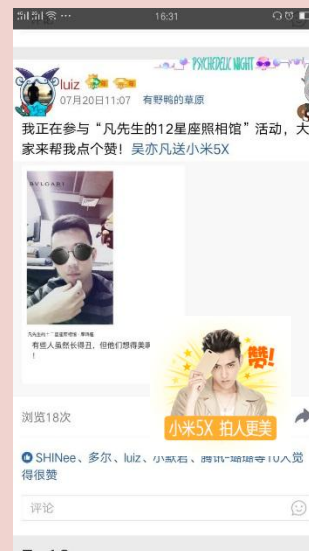 16:31
PSYCHEDELIC NIGHT
luiz
07月20日11:07 有野鸭的草原
我正在参与“凡先生的12星座照相馆”活动，大
家来帮我点个赞！吴亦凡送小米5X
BVLGARI
有些人虽然长得丑，但他们想得美啊
！
赞!
小米5X 拍人更美
浏览18次
SHINee、多尔、luiz、小默君、腾讯-璐璐等10人觉
得很赞
评论